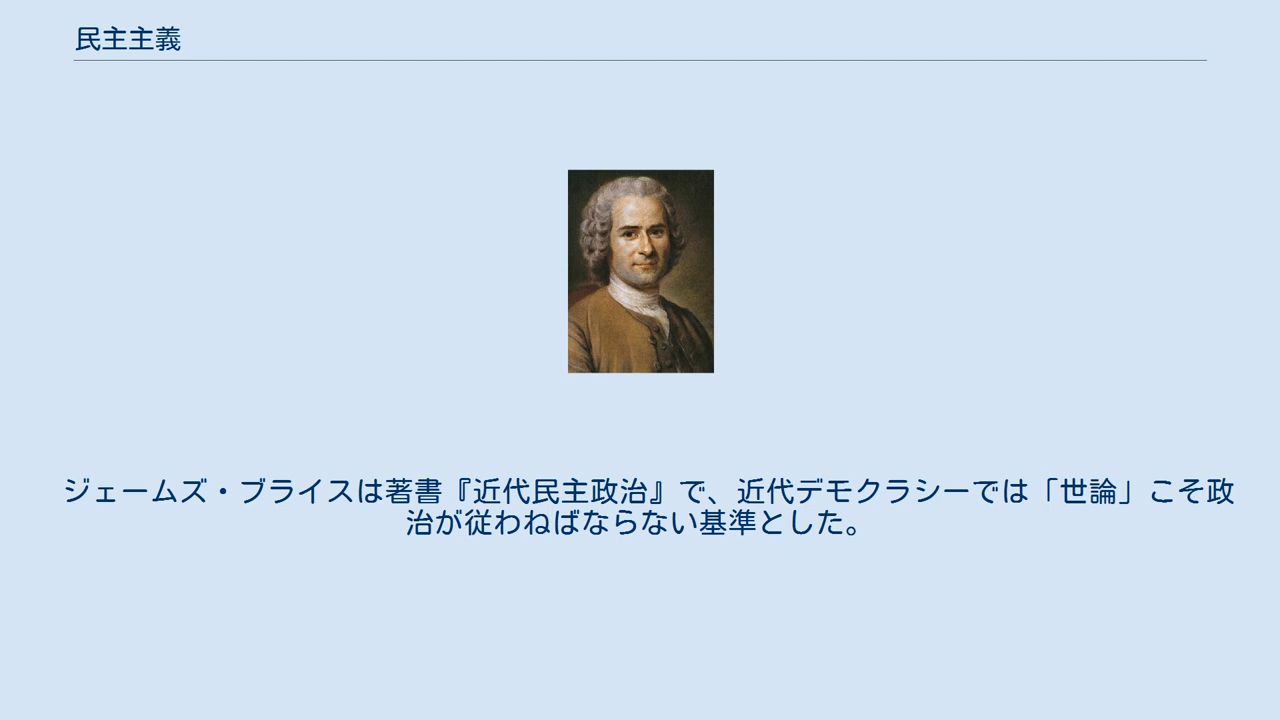 民主主義
ジェームズ・ブライスは著書『近代民主政治』で、近代デモクラシーでは「世論」こそ政
治が従わねばならない基準とした。